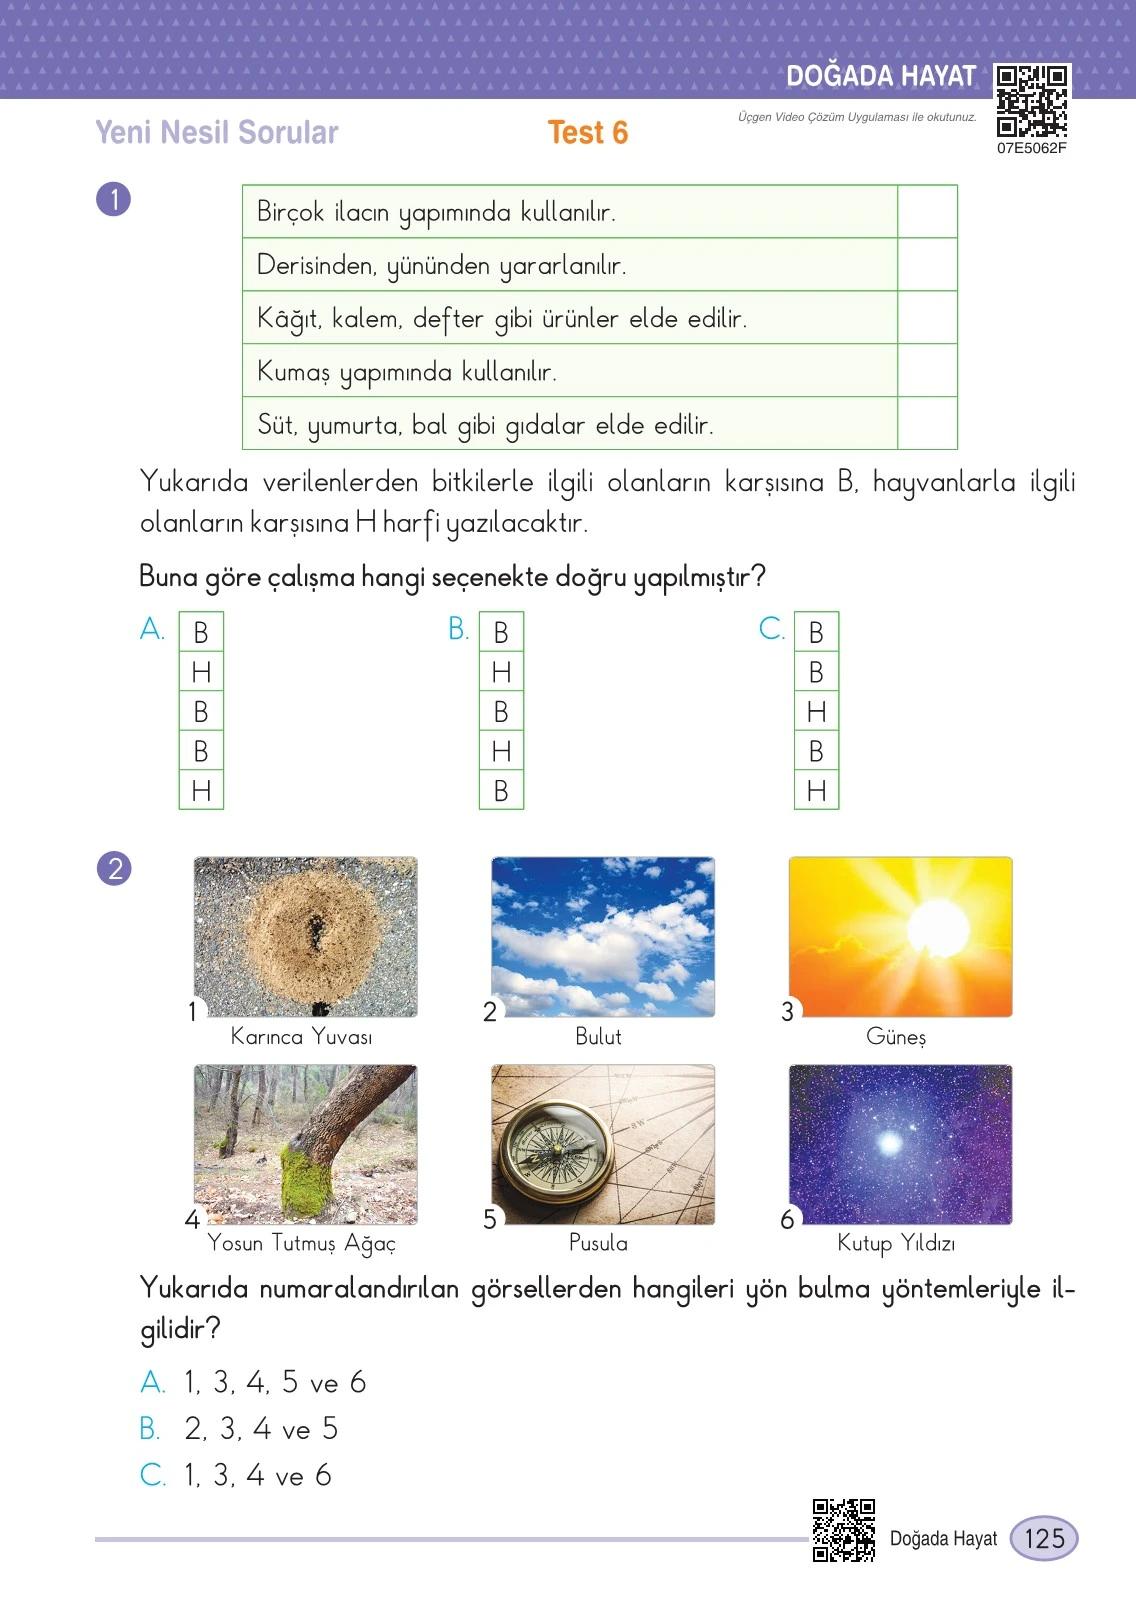 DOĞADA HAYAT
Üçgen Video Çözüm Uygulaması ile okutunuz.
07E5062F
Yeni Nesil Sorular
Test 6
1
Birçok ilacın yapımında kullanılır.
Derisinden, yününden yararlanılır.
Kâğıt, kalem, defter gibi ürünler elde edilir.
Kumaş yapımında kullanılır.
Süt, yumurta, bal gibi gıdalar elde edilir.
Yukarıda verilenlerden bitkilerle ilgili olanların karşısına B, hayvanlarla ilgili
olanların karşısına H harfi yazılacaktır.
Buna göre çalışma hangi seçenekte doğru yapılmıştır?
A.
B
H
B
B
H
B.
B
H
B
H
B
C.
B
B
H
B
H
2
1
Karınca Yuvası
2
Bulut
3
Güneş
4
Yosun Tutmuş Ağaç
5
Pusula
6
Kutup Yıldızı
Yukarıda numaralandırılan görsellerden hangileri yön bulma yöntemleriyle il-
gilidir?
A. 1, 3, 4, 5 ve 6
B. 2, 3, 4 ve 5
C. 1, 3, 4 ve 6
Doğada Hayat
125